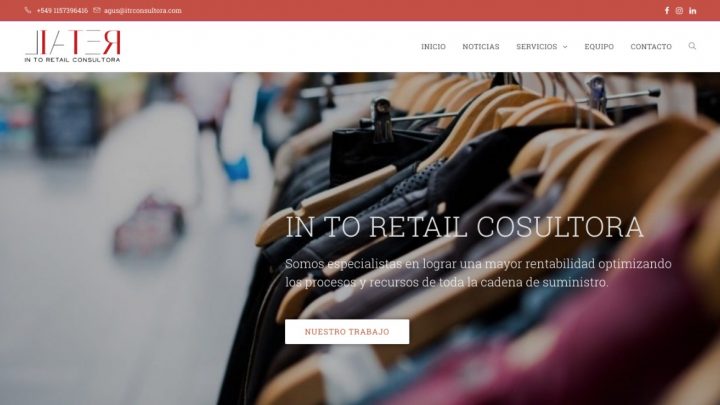 +549 1157396416 agus@itrconsultora.com
IN TO RETAIL CONSULTORA
INICIO NOTICIAS SERVICIOS EQUIPO CONTACTO
IN TO RETAIL COSULTORA
Somos especialistas en lograr una mayor rentabilidad optimizando
los procesos y recursos de toda la cadena de suministro.
NUESTRO TRABAJO